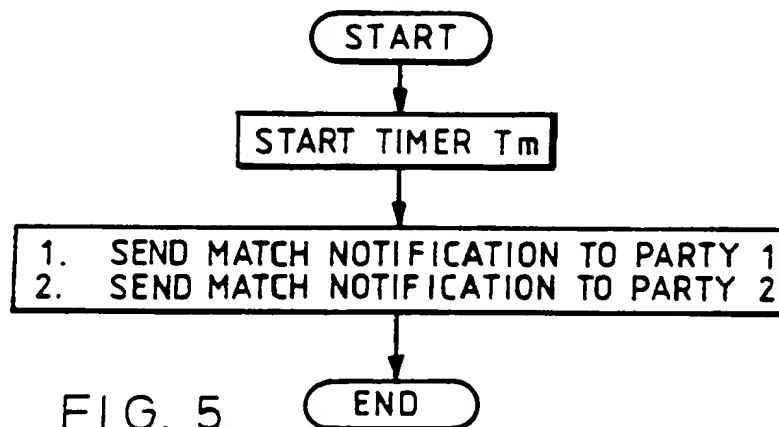 START
START TIMER Tm
1. SEND MATCH NOTIFICATION TO PARTY 1
2. SEND MATCH NOTIFICATION TO PARTY 2
END
FIG. 5